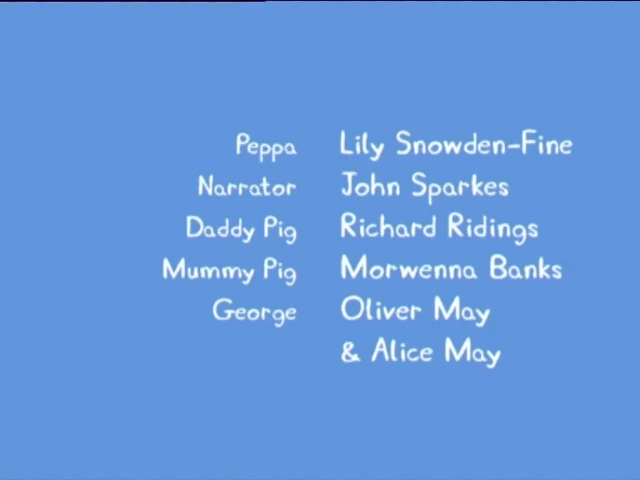 Peppa Lily Snowden-Fine
Narrator John Sparkes
Daddy Pig Richard Ridings
Mummy Pig Morwenna Banks
George Oliver May
& Alice May